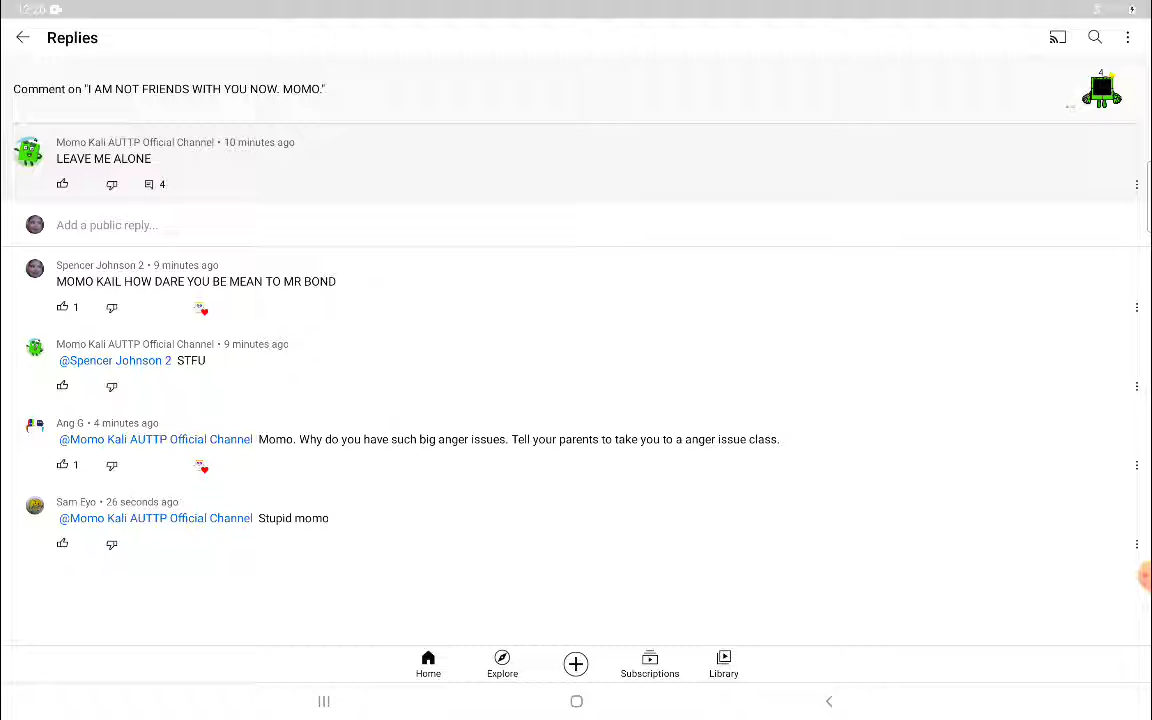 12:20
Replies
Comment on "I AM NOT FRIENDS WITH YOU NOW. MOMO."
4
Momo Kali AUTTP Official Channel • 10 minutes ago
LEAVE ME ALONE
4
Add a public reply...
Spencer Johnson 2 • 9 minutes ago
MOMO KAIL HOW DARE YOU BE MEAN TO MR BOND
1
Momo Kali AUTTP Official Channel • 9 minutes ago
@Spencer Johnson 2 STFU
Ang G • 4 minutes ago
@Momo Kali AUTTP Official Channel Momo. Why do you have such big anger issues. Tell your parents to take you to a anger issue class.
1
Sam Eyo • 26 seconds ago
@Momo Kali AUTTP Official Channel Stupid momo
Home Explore Subscriptions Library